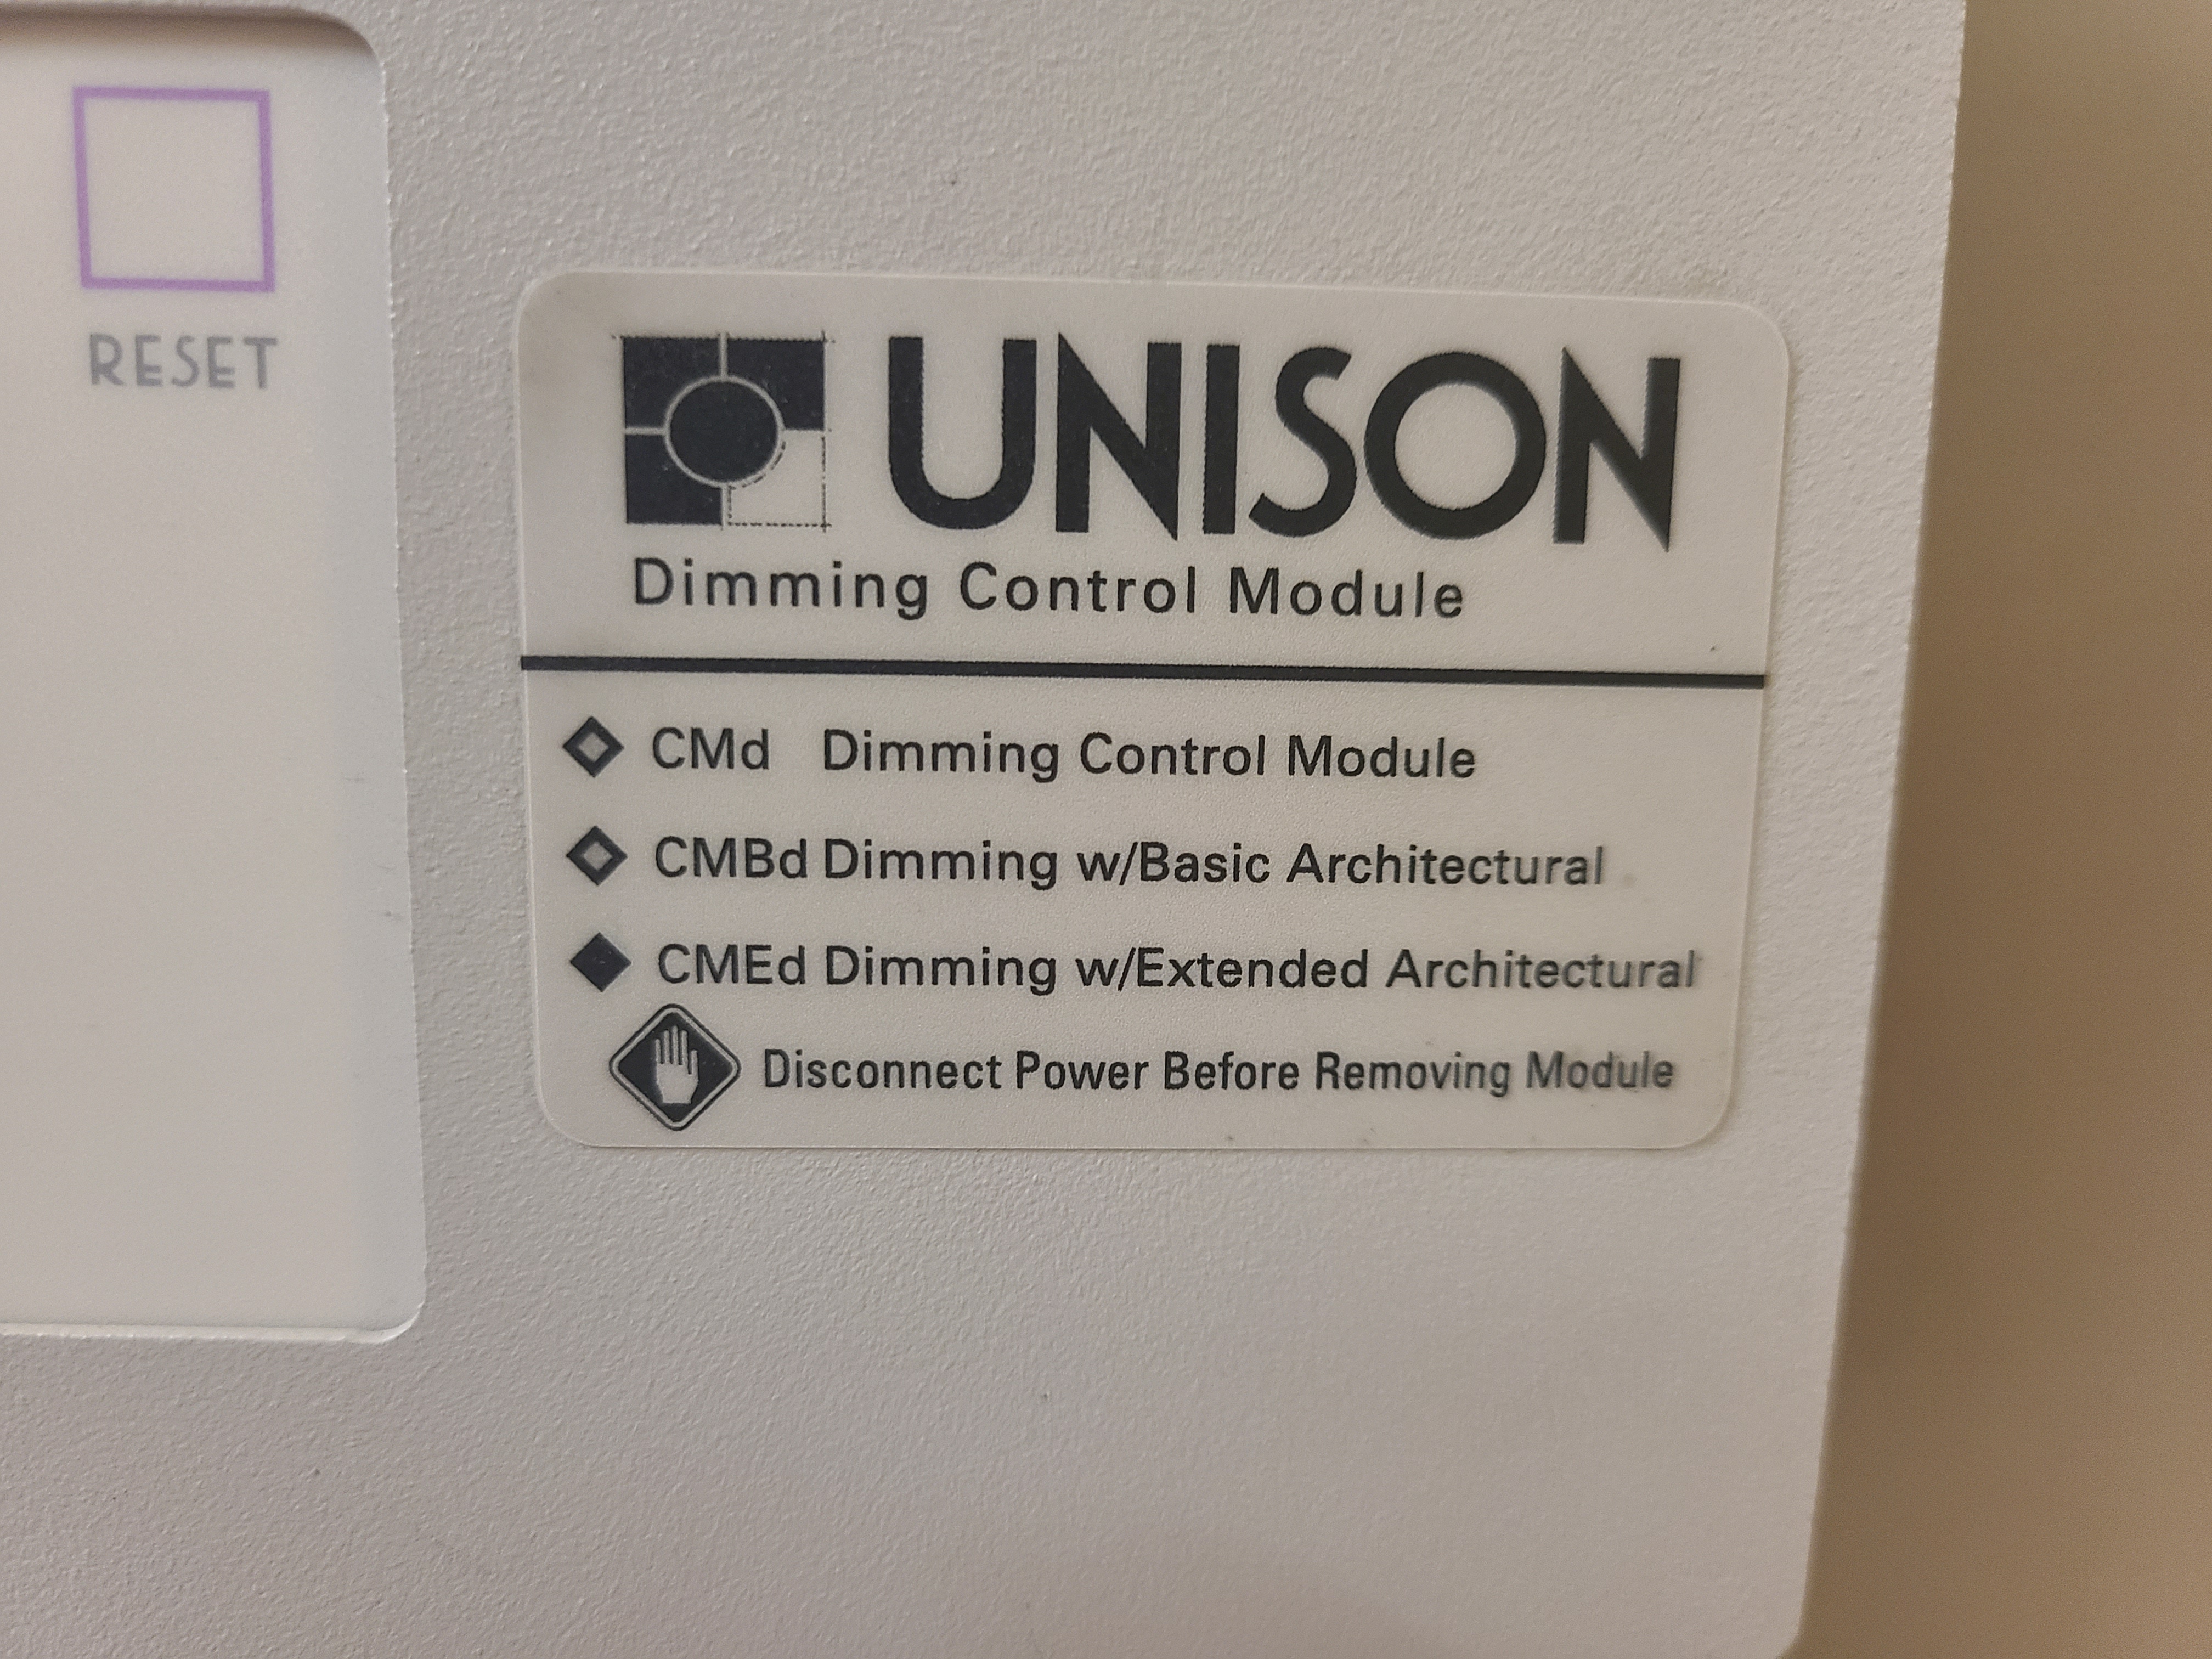 RESET
UNISON
Dimming Control Module
CMd Dimming Control Module
CMBd Dimming w/Basic Architectural
CMEd Dimming w/Extended Architectural
Disconnect Power Before Removing Module